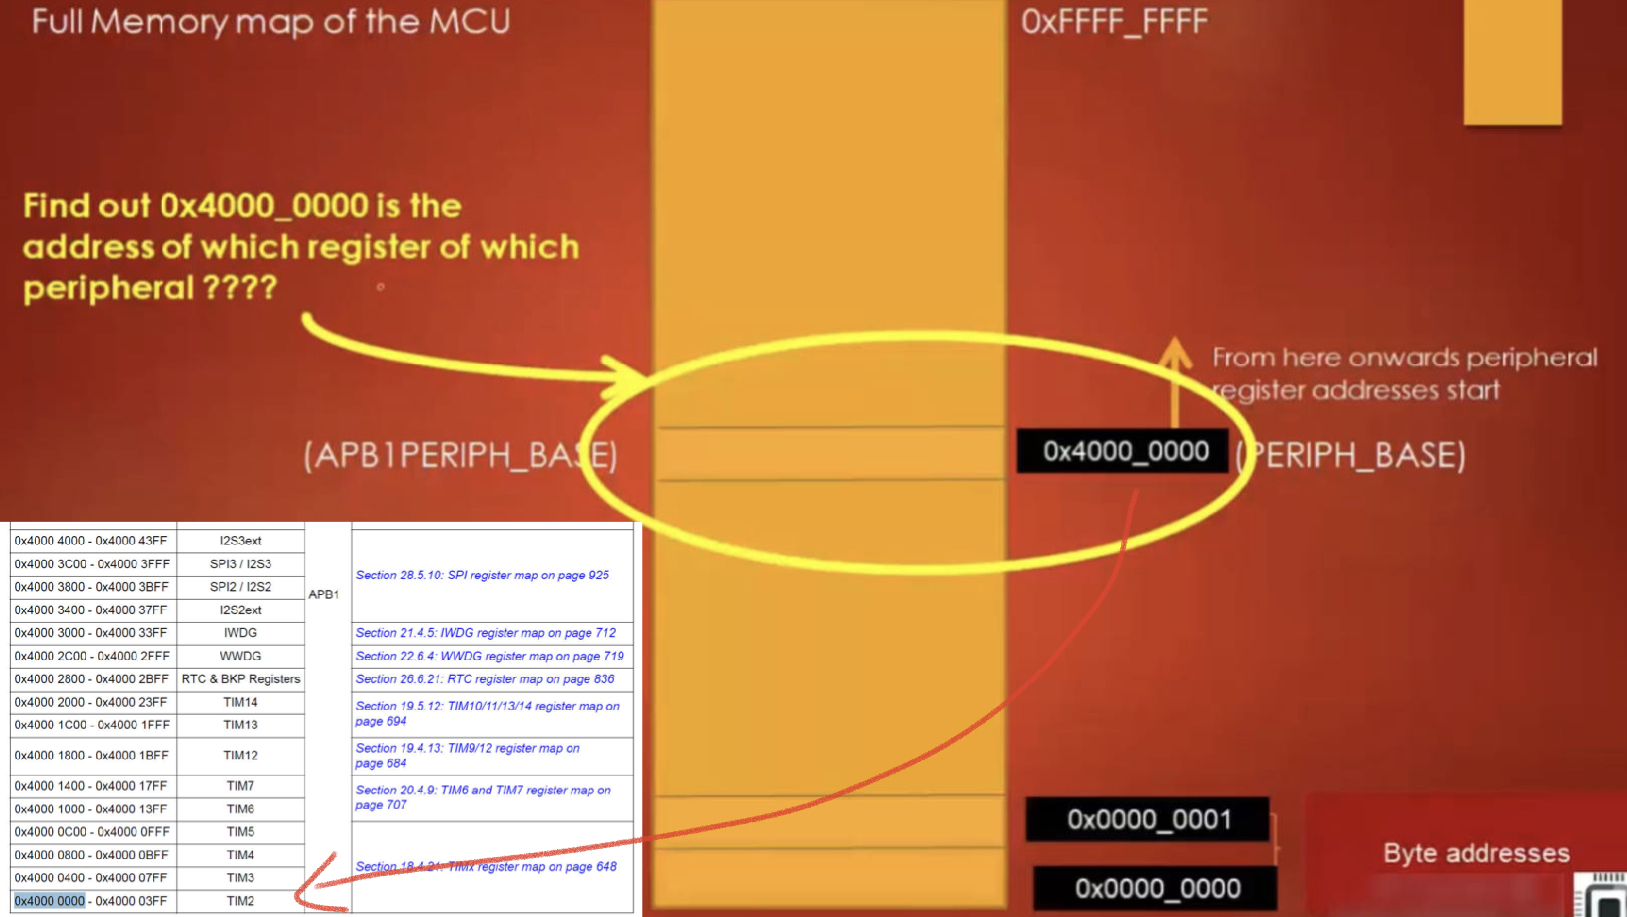 Full Memory map of the MCU
0xFFFF_FFFF
Find out 0x4000_0000 is the
address of which register of which
peripheral ????
From here onwards peripheral
register addresses start
(APB1PERIPH_BASE)
0x4000_0000
(PERIPH_BASE)
0x4000 4000 - 0x4000 43FF I2S3ext
0x4000 3C00 - 0x4000 3FFF SPI3 / I2S3
Section 28.5.10: SPI register map on page 925
0x4000 3800 - 0x4000 3BFF SPI2 / I2S2
APB1
0x4000 3400 - 0x4000 37FF I2S2ext
0x4000 3000 - 0x4000 33FF IWDG Section 21.4.5: IWDG register map on page 712
0x4000 2C00 - 0x4000 2FFF WWDG Section 22.6.4: WWDG register map on page 719
0x4000 2800 - 0x4000 2BFF RTC & BKP Registers Section 26.6.21: RTC register map on page 836
0x4000 2000 - 0x4000 23FF TIM14
Section 19.5.12: TIM10/11/13/14 register map on
page 694
0x4000 1C00 - 0x4000 1FFF TIM13
0x4000 1800 - 0x4000 1BFF TIM12
Section 19.4.13: TIM9/12 register map on
page 684
0x4000 1400 - 0x4000 17FF TIM7
Section 20.4.9: TIM6 and TIM7 register map on
page 707
0x4000 1000 - 0x4000 13FF TIM6
0x4000 0C00 - 0x4000 0FFF TIM5
0x4000 0800 - 0x4000 0BFF TIM4
Section 18.4.21: TIMx register map on page 648
0x4000 0400 - 0x4000 07FF TIM3
0x4000 0000 - 0x4000 03FF TIM2
0x0000_0001
Byte addresses
0x0000_0000